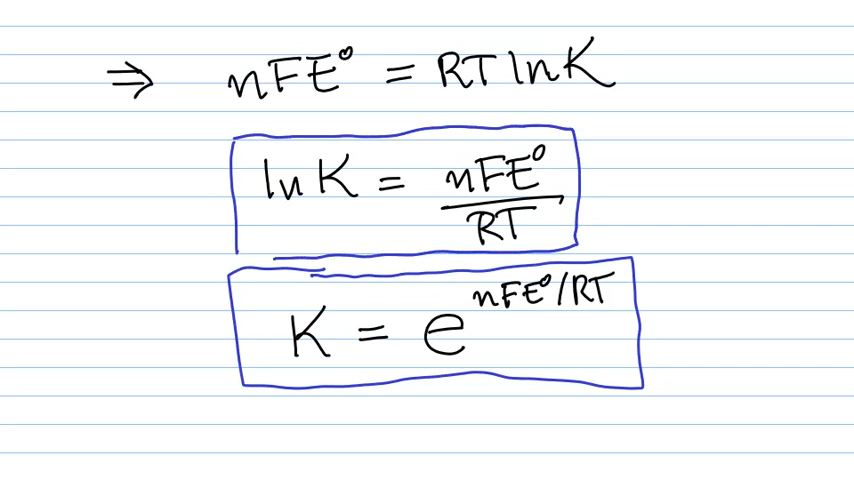 ⇒ nFE° = RT ln K
ln K = nFE° / RT
K = e^{nFE°/RT}